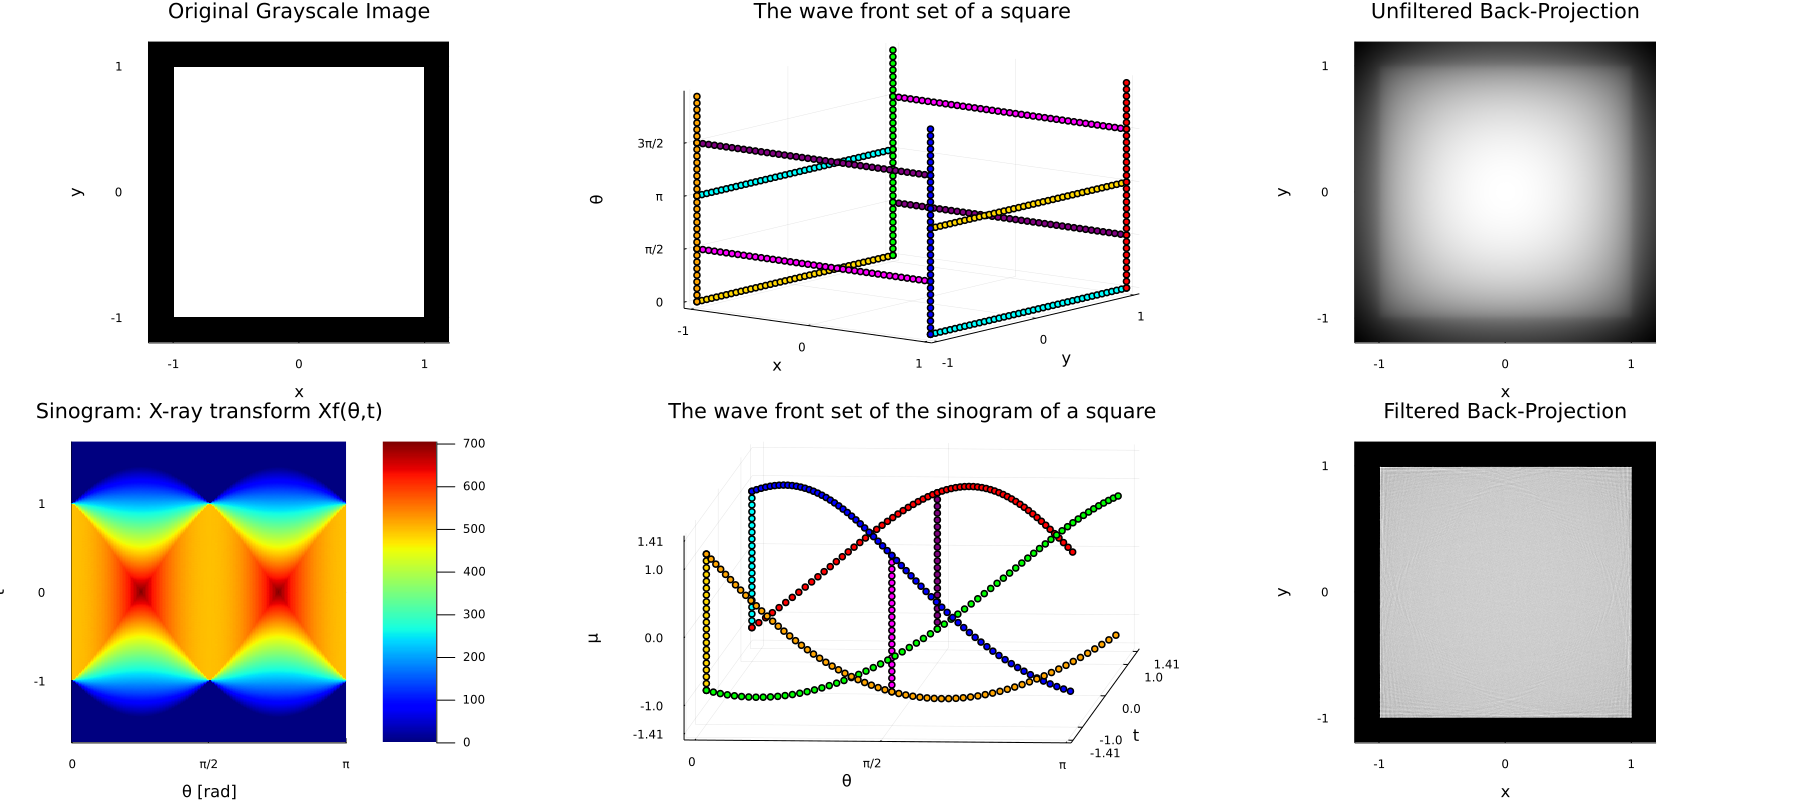 Original Grayscale Image
The wave front set of a square
Unfiltered Back-Projection
1
0
-1
y
-1
0
1
x
3π/2
π
π/2
0
θ
-1
0
1
x
-1
0
1
y
1
0
-1
y
-1
0
1
x
Sinogram: X-ray transform Xf(θ,t)
The wave front set of the sinogram of a square
Filtered Back-Projection
1
0
-1
0
π/2
π
θ [rad]
700
600
500
400
300
200
100
0
1.41
1.0
0.0
-1.0
-1.41
μ
0
π/2
π
θ
1.41
1.0
0.0
-1.0
-1.41
t
1
0
-1
y
-1
0
1
x